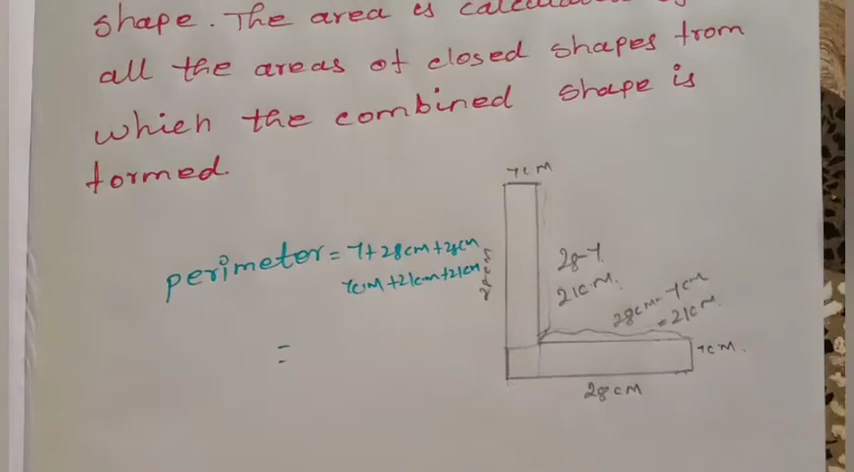 shape. The area is
all the areas of closed shapes from
which the combined shape is
formed.
7cM
perimeter = 7+28cm+28cm
7cM+21cm+21cm
28cm
28-7
21cM.
28cM-7cm
=21cM.
=
7cM.
28cM